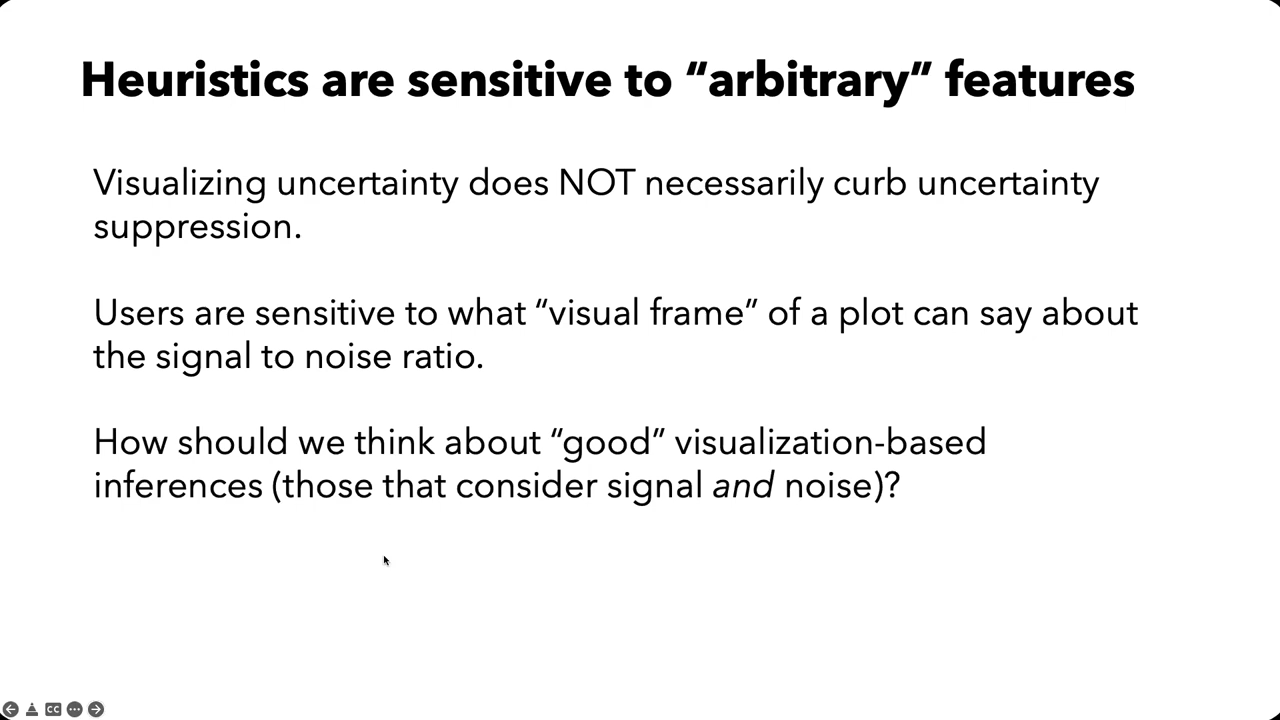 Heuristics are sensitive to “arbitrary” features
Visualizing uncertainty does NOT necessarily curb uncertainty
suppression.
Users are sensitive to what “visual frame” of a plot can say about
the signal to noise ratio.
How should we think about “good” visualization-based
inferences (those that consider signal and noise)?
CC